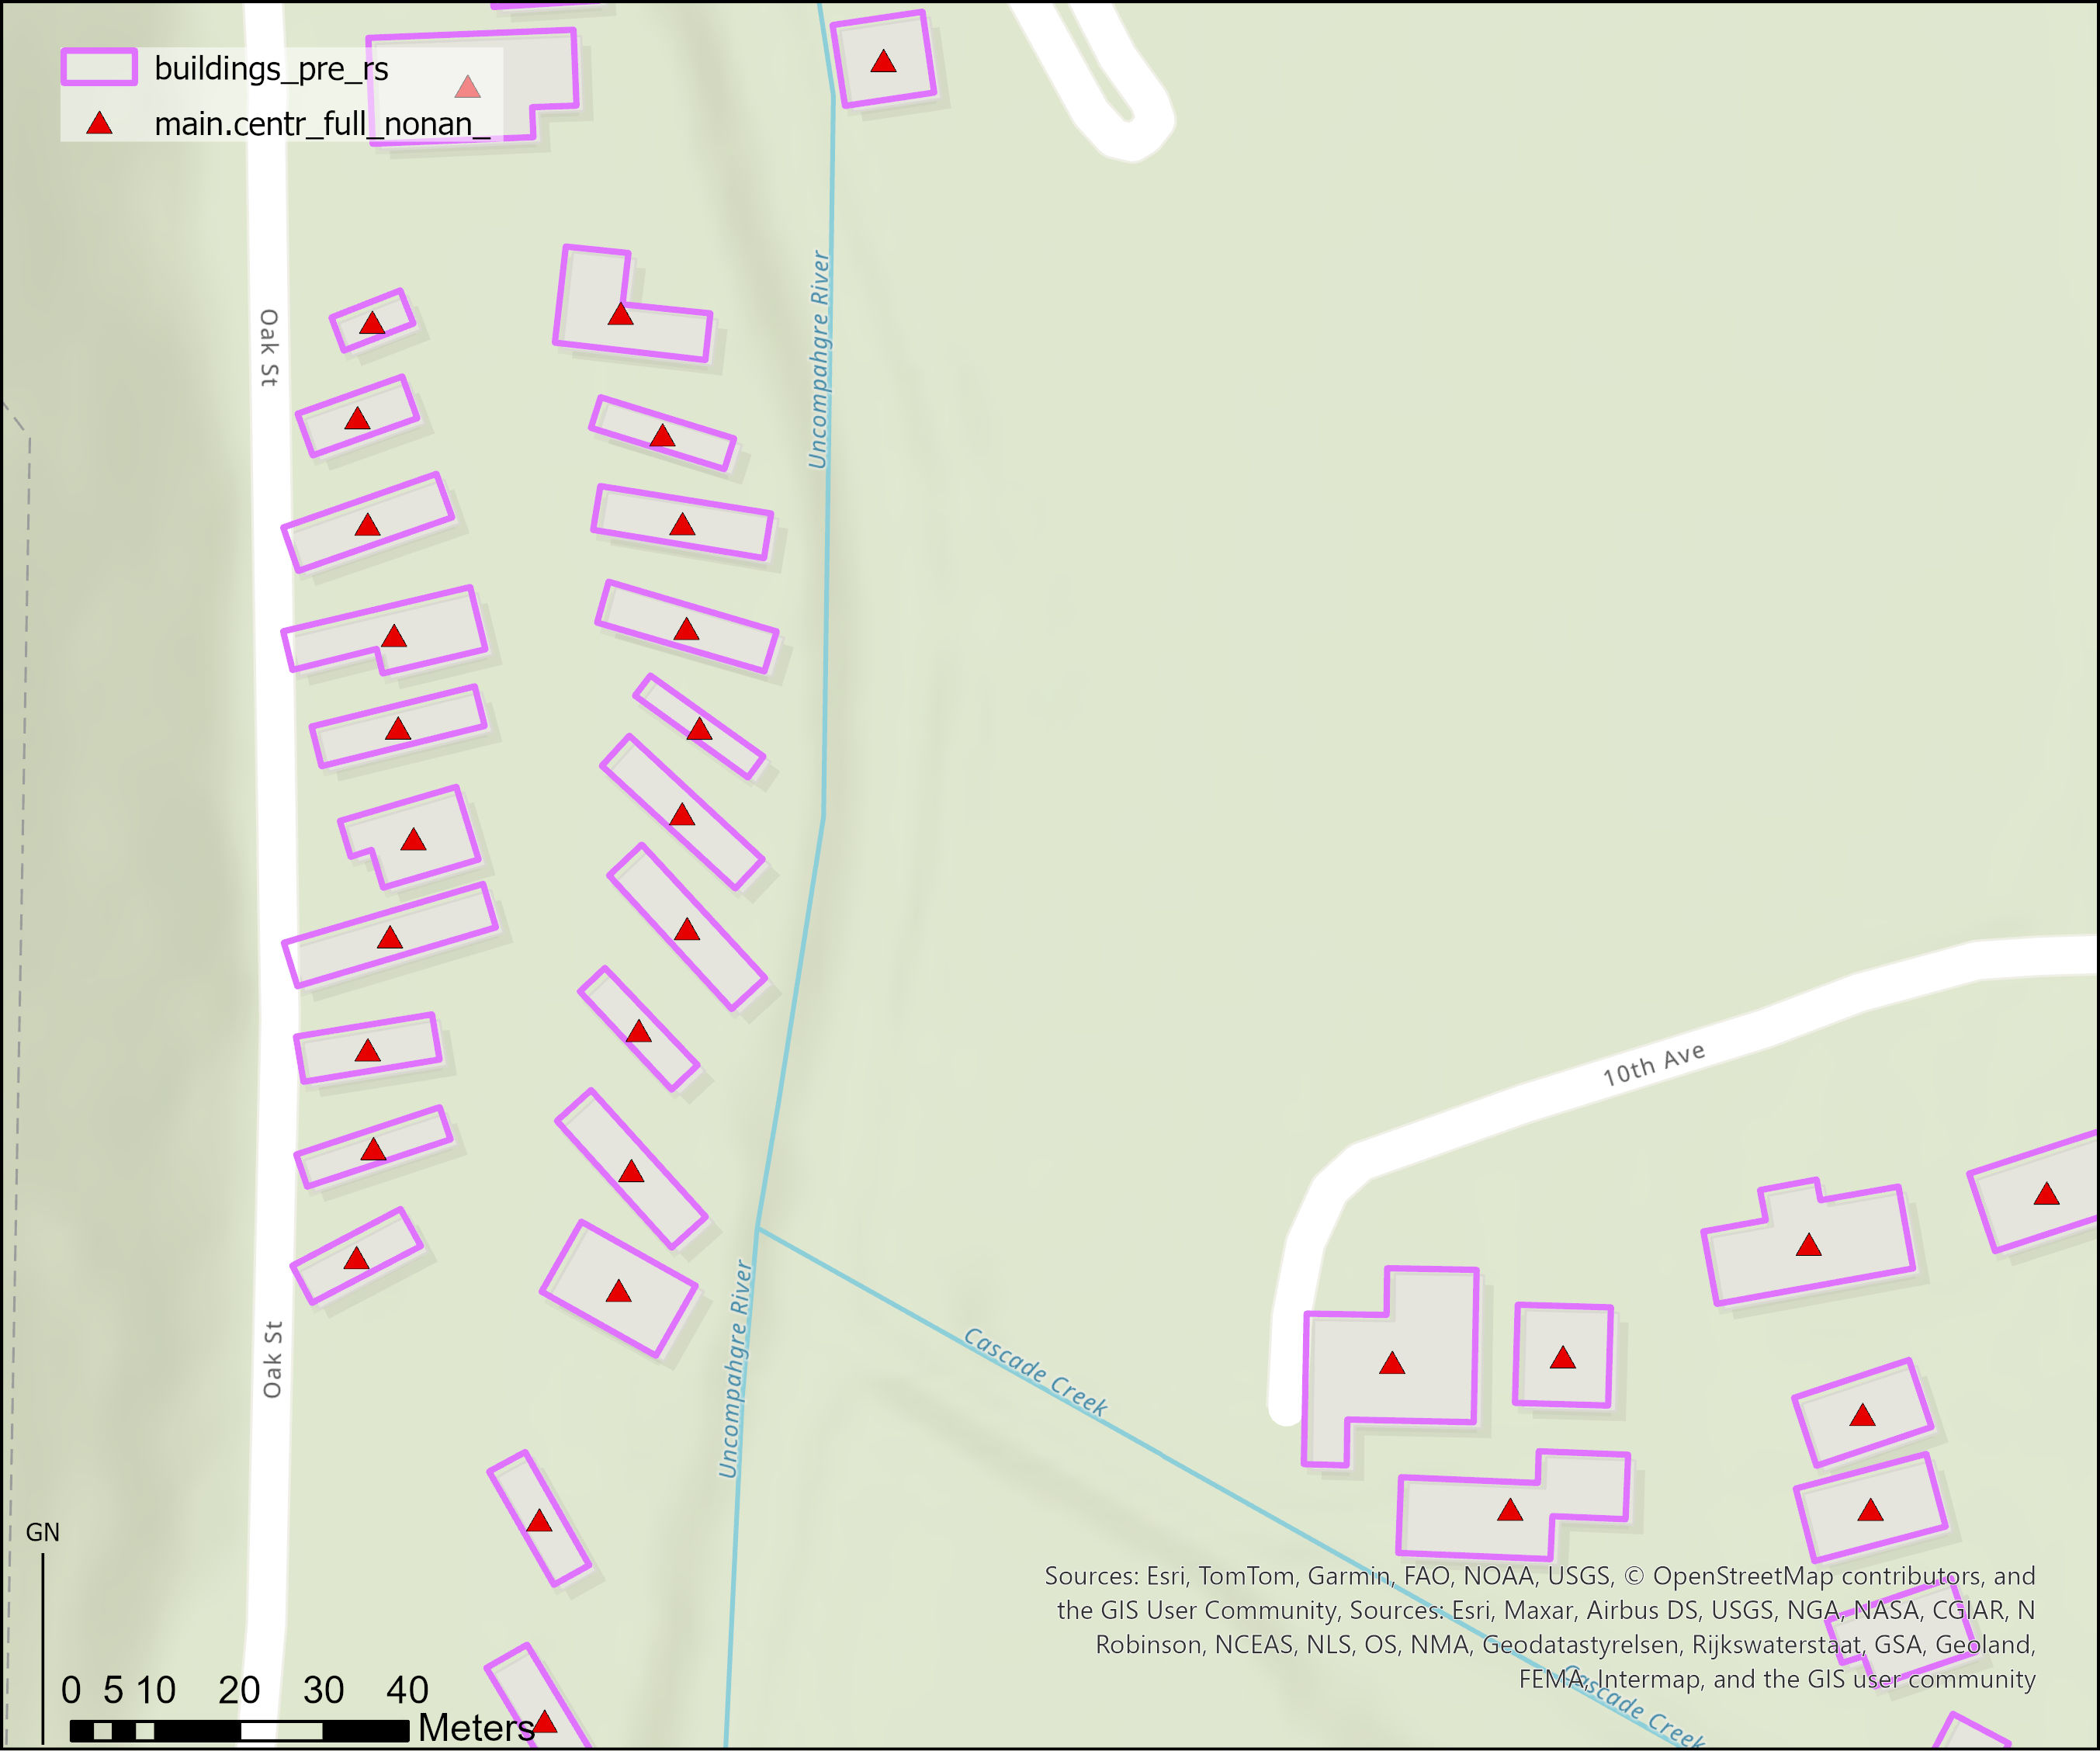 buildings_pre_rs
main.centr_full_nonan_
Oak St
Uncompahgre River
10th Ave
Oak St
Uncompahgre River
Cascade Creek
GN
Sources: Esri, TomTom, Garmin, FAO, NOAA, USGS, © OpenStreetMap contributors, and
the GIS User Community, Sources: Esri, Maxar, Airbus DS, USGS, NGA, NASA, CGIAR, N
Robinson, NCEAS, NLS, OS, NMA, Geodatastyrelsen, Rijkswaterstaat, GSA, Geoland,
FEMA, Intermap, and the GIS user community
Cascade Creek
0 5 10 20 30 40
Meters